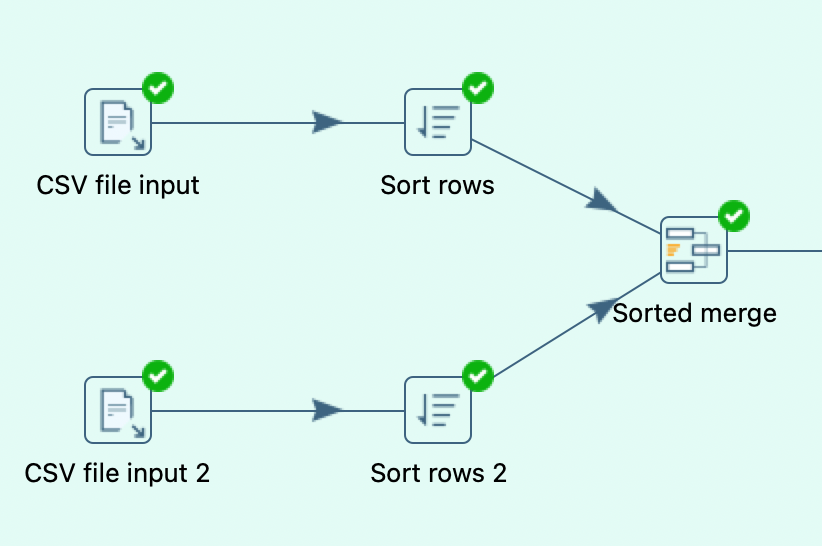 CSV file input
Sort rows
Sorted merge
CSV file input 2
Sort rows 2